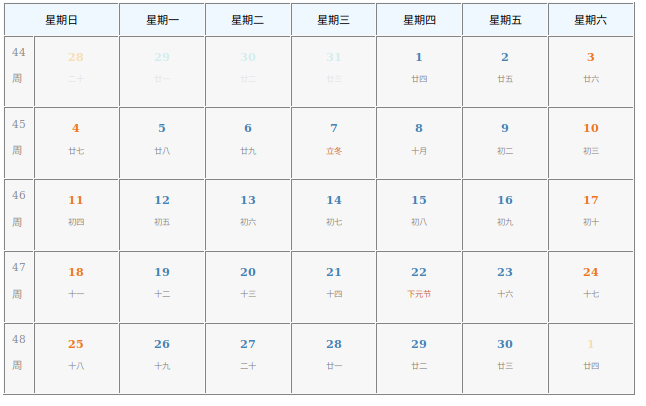 星期日 星期一 星期二 星期三 星期四 星期五 星期六
44 28 29 30 31 1 2 3
周 二十 廿一 廿二 廿三 廿四 廿五 廿六
45 4 5 6 7 8 9 10
周 廿七 廿八 廿九 立冬 十月 初二 初三
46 11 12 13 14 15 16 17
周 初四 初五 初六 初七 初八 初九 初十
47 18 19 20 21 22 23 24
周 十一 十二 十三 十四 下元节 十六 十七
48 25 26 27 28 29 30 1
周 十八 十九 二十 廿一 廿二 廿三 廿四